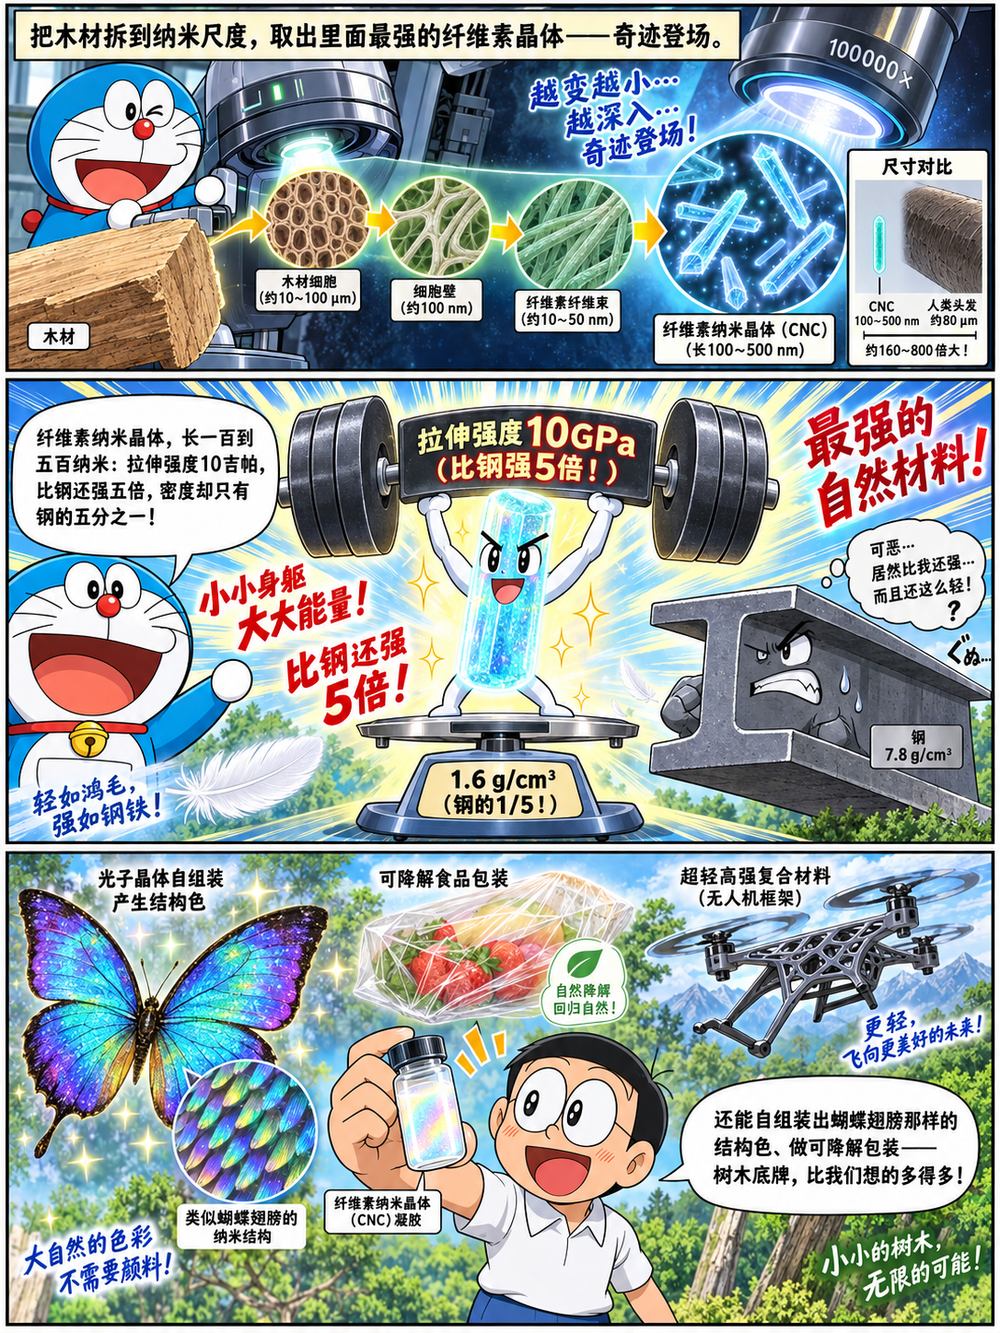 把木材拆到纳米尺度，取出里面最强的纤维素晶体——奇迹登场。
越变越小…
越深入…
奇迹登场！
100000×
木材
木材细胞
（约10～100 μm）
细胞壁
（约100 nm）
纤维素纤维束
（约10～50 nm）
纤维素纳米晶体（CNC）
（长100～500 nm）
尺寸对比
CNC
100～500 nm
人类头发
约80 μm
约160～800倍大！
纤维素纳米晶体，长一百到
五百纳米：拉伸强度10吉帕，
比钢还强五倍，密度却只有
钢的五分之一！
拉伸强度10GPa
（比钢强5倍！）
最强的
自然材料！
小小身躯
大大能量！
比钢还强
5倍！
可恶…
居然比我还强…
而且还这么轻！
?
ぐぬ…
钢
7.8 g/cm³
1.6 g/cm³
（钢的1/5！）
轻如鸿毛，
强如钢铁！
光子晶体自组装
产生结构色
可降解食品包装
自然降解
回归自然！
超轻高强复合材料
（无人机框架）
更轻，
飞向更美好的未来！
还能自组装出蝴蝶翅膀那样的
结构色、做可降解包装——
树木底牌，比我们想的多得多！
类似蝴蝶翅膀的
纳米结构
纤维素纳米晶体
（CNC）凝胶
大自然的色彩
不需要颜料！
小小的树木，
无限的可能！